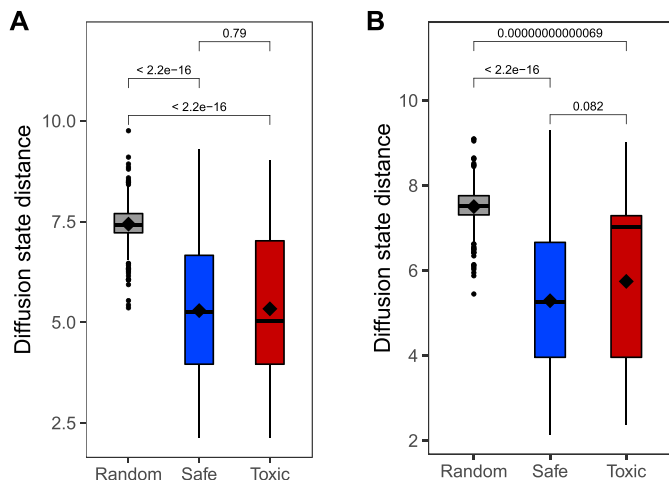 A
0.79
< 2.2e−16
< 2.2e−16
Diffusion state distance
10.0
7.5
5.0
2.5
Random
Safe
Toxic
B
0.00000000000069
< 2.2e−16
0.082
Diffusion state distance
10
8
6
4
2
Random
Safe
Toxic